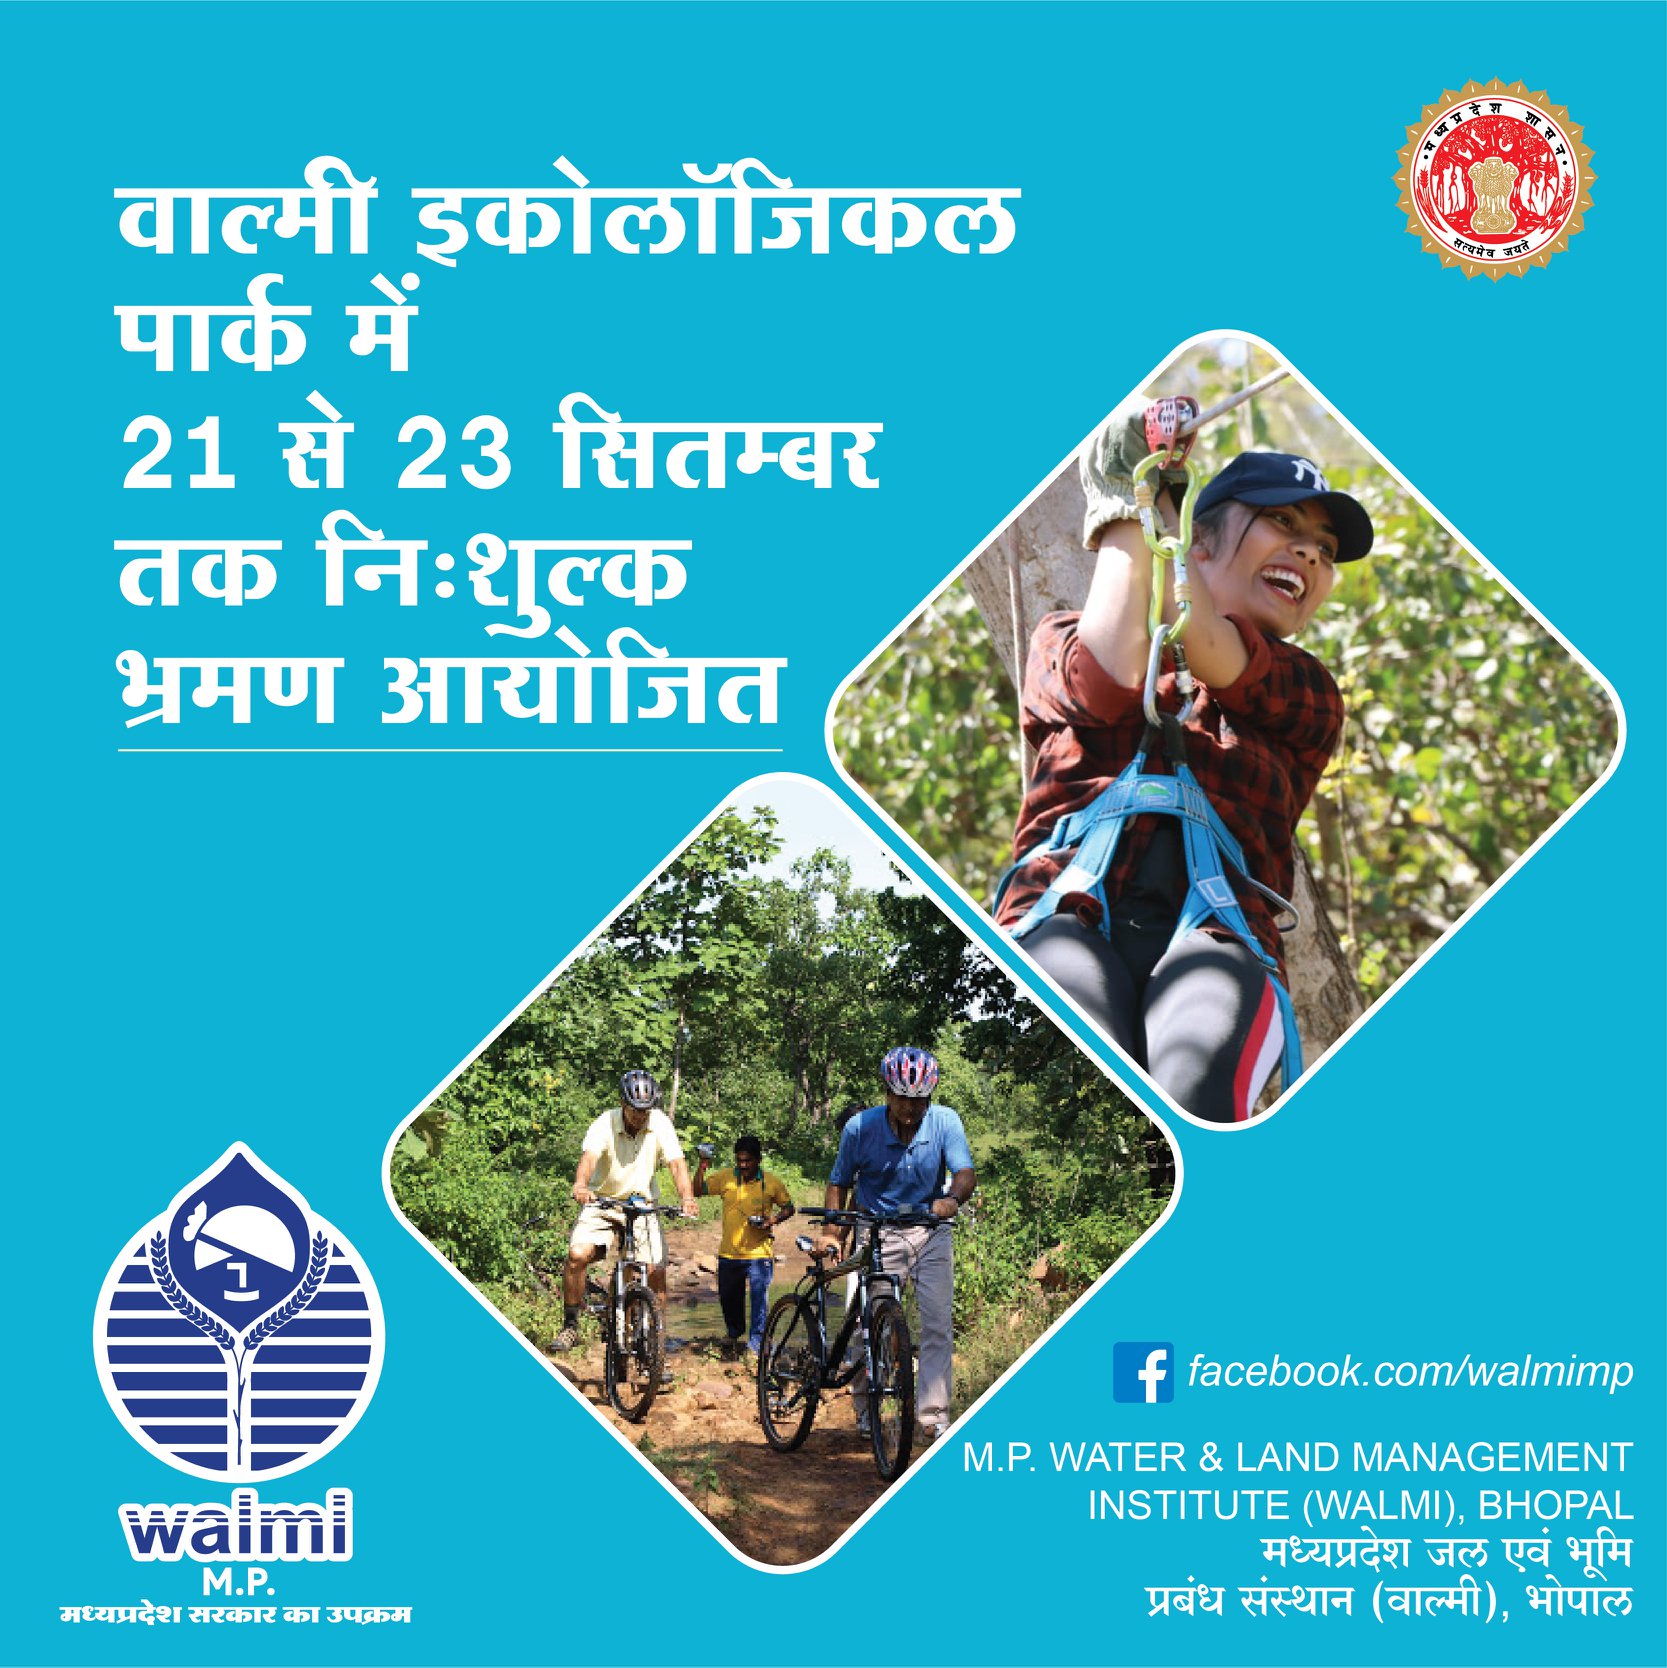 मध्यप्रदेश शासन
सत्यमेव जयते
वाल्मी इकोलॉजिकल
पार्क में
21 से 23 सितम्बर
तक निःशुल्क
भ्रमण आयोजित
NY
L
facebook.com/walmimp
M.P. WATER & LAND MANAGEMENT
INSTITUTE (WALMI), BHOPAL
मध्यप्रदेश जल एवं भूमि
प्रबंध संस्थान (वाल्मी), भोपाल
walmi
M.P.
मध्यप्रदेश सरकार का उपक्रम